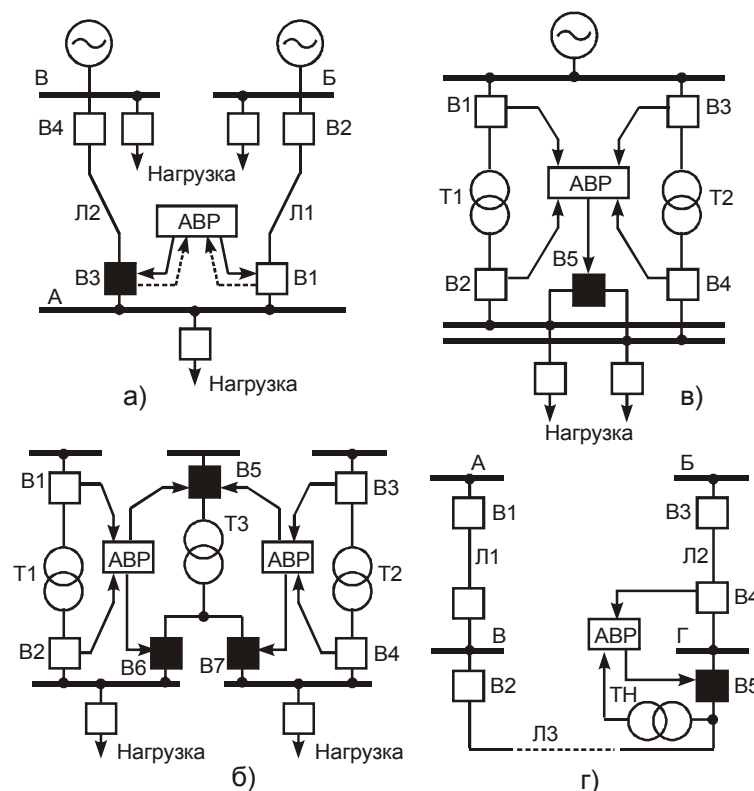 В
Б
В4
В2
Нагрузка
Л2
Л1
АВР
В3
В1
А
Нагрузка
а)
В1
В3
АВР
Т1
Т2
В5
В2
В4
Нагрузка
в)
В1
В5
В3
Т3
АВР
АВР
Т1
Т2
В2
В6
В7
В4
Нагрузка
Нагрузка
б)
А
Б
В1
В3
Л1
Л2
В4
АВР
В
Г
В2
ТН
В5
Л3
г)